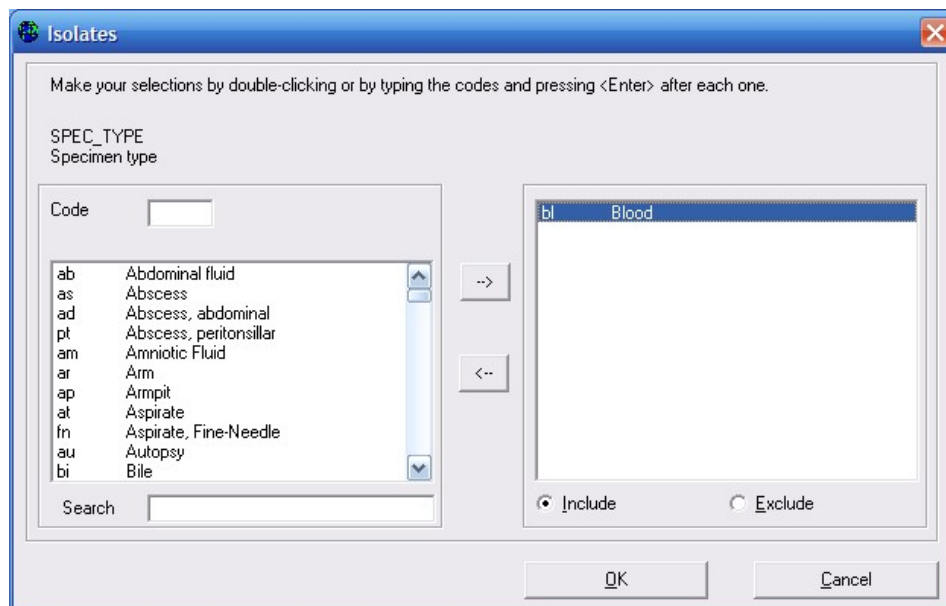 Isolates
Make your selections by double-clicking or by typing the codes and pressing <Enter> after each one.
SPEC_TYPE
Specimen type
Code
ab Abdominal fluid
as Abscess
ad Abscess, abdominal
pt Abscess, peritonsillar
am Amniotic Fluid
ar Arm
ap Armpit
at Aspirate
fn Aspirate, Fine-Needle
au Autopsy
bi Bile
Search
-->
<--
bl Blood
Include Exclude
OK Cancel